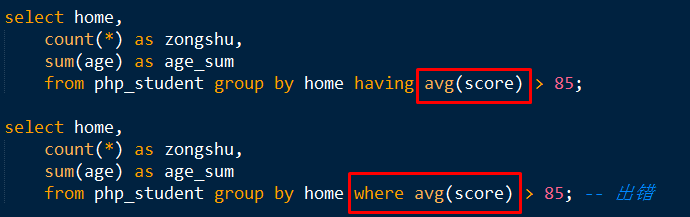 select home,
count(*) as zongshu,
sum(age) as age_sum
from php_student group by home having avg(score) > 85;
select home,
count(*) as zongshu,
sum(age) as age_sum
from php_student group by home where avg(score) > 85; -- 出错